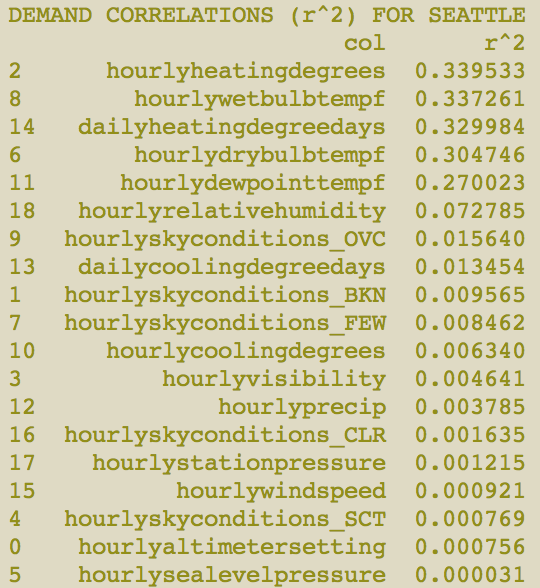 DEMAND CORRELATIONS (r^2) FOR SEATTLE
col r^2
2 hourlyheatingdegrees 0.339533
8 hourlywetbulbtempf 0.337261
14 dailyheatingdegreedays 0.329984
6 hourlydrybulbtempf 0.304746
11 hourlydewpointtempf 0.270023
18 hourlyrelativehumidity 0.072785
9 hourlyskyconditions_OVC 0.015640
13 dailycoolingdegreedays 0.013454
1 hourlyskyconditions_BKN 0.009565
7 hourlyskyconditions_FEW 0.008462
10 hourlycoolingdegrees 0.006340
3 hourlyvisibility 0.004641
12 hourlyprecip 0.003785
16 hourlyskyconditions_CLR 0.001635
17 hourlystationpressure 0.001215
15 hourlywindspeed 0.000921
4 hourlyskyconditions_SCT 0.000769
0 hourlyaltimetersetting 0.000756
5 hourlysealevelpressure 0.000031